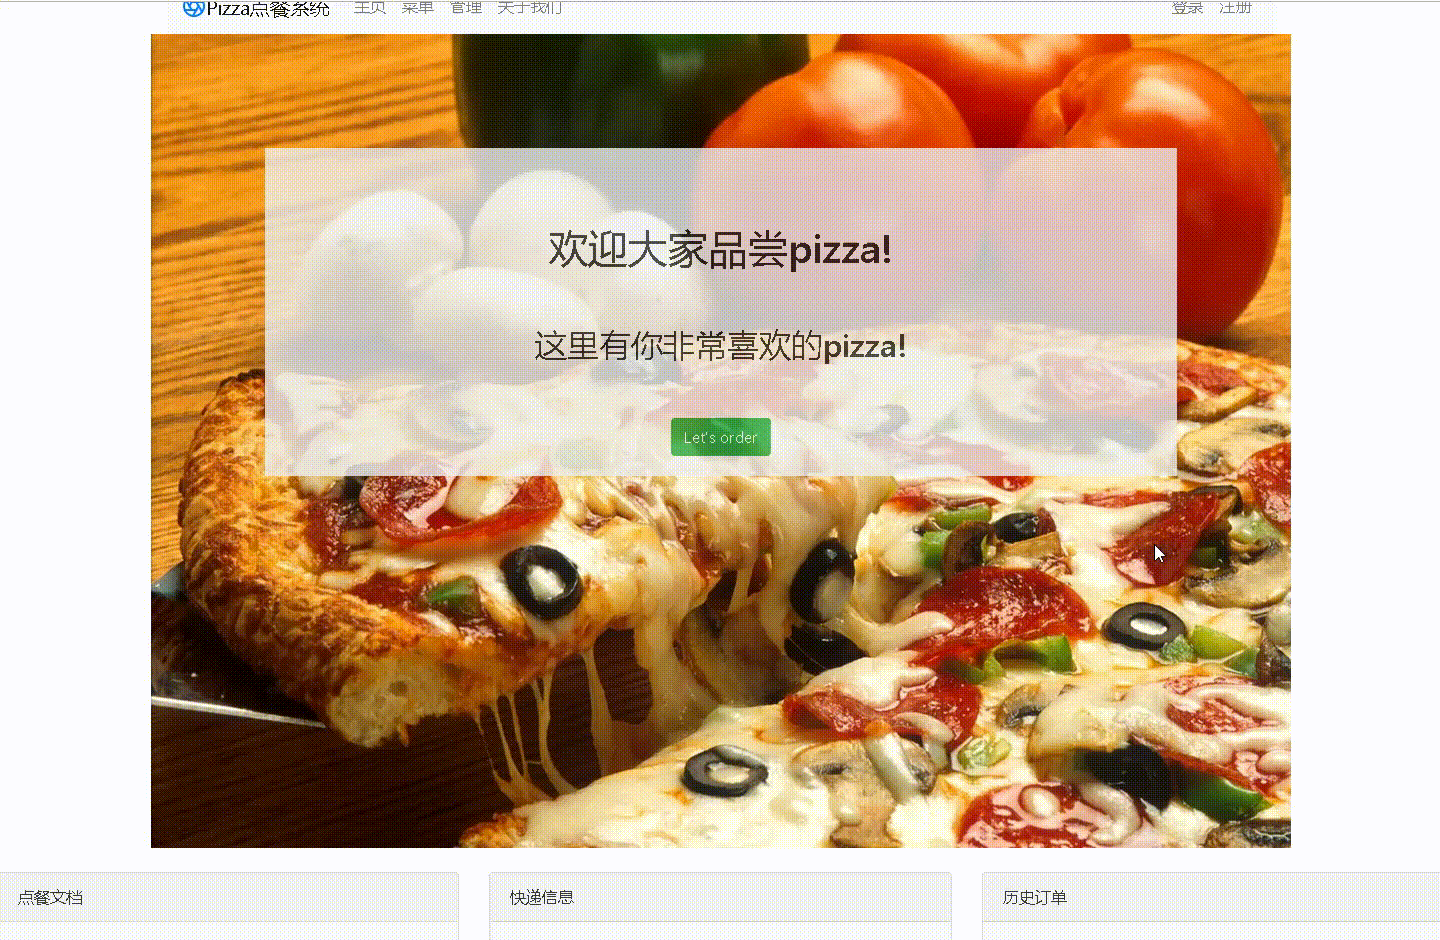 Pizza点餐系统 主页 菜单 管理 关于我们 登录 注册
欢迎大家品尝pizza!
这里有你非常喜欢的pizza!
Let's order
点餐文档 快递信息 历史订单